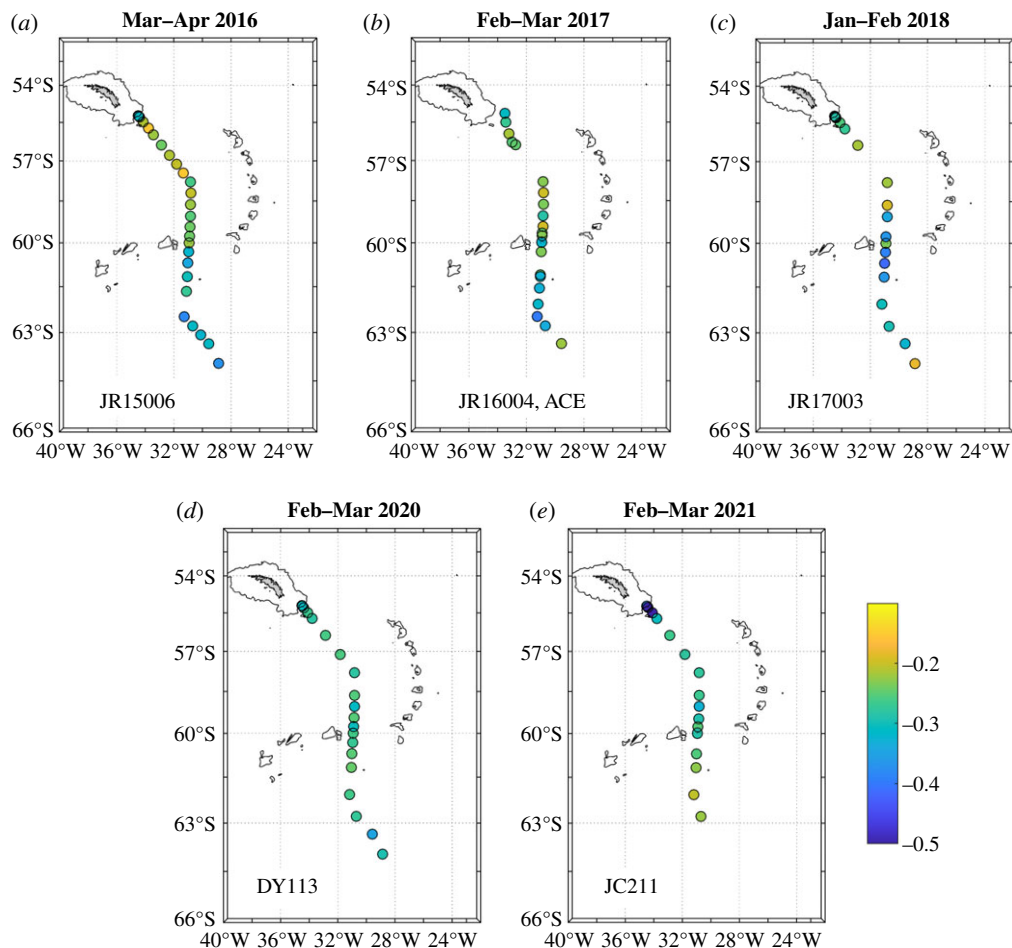 (a) Mar–Apr 2016
(b) Feb–Mar 2017
(c) Jan–Feb 2018
54°S
57°S
60°S
63°S
66°S
JR15006
40°W 36°W 32°W 28°W 24°W
54°S
57°S
60°S
63°S
66°S
JR16004, ACE
40°W 36°W 32°W 28°W 24°W
54°S
57°S
60°S
63°S
66°S
JR17003
40°W 36°W 32°W 28°W 24°W
(d) Feb–Mar 2020
(e) Feb–Mar 2021
54°S
57°S
60°S
63°S
66°S
DY113
40°W 36°W 32°W 28°W 24°W
54°S
57°S
60°S
63°S
66°S
JC211
40°W 36°W 32°W 28°W 24°W
–0.2
–0.3
–0.4
–0.5